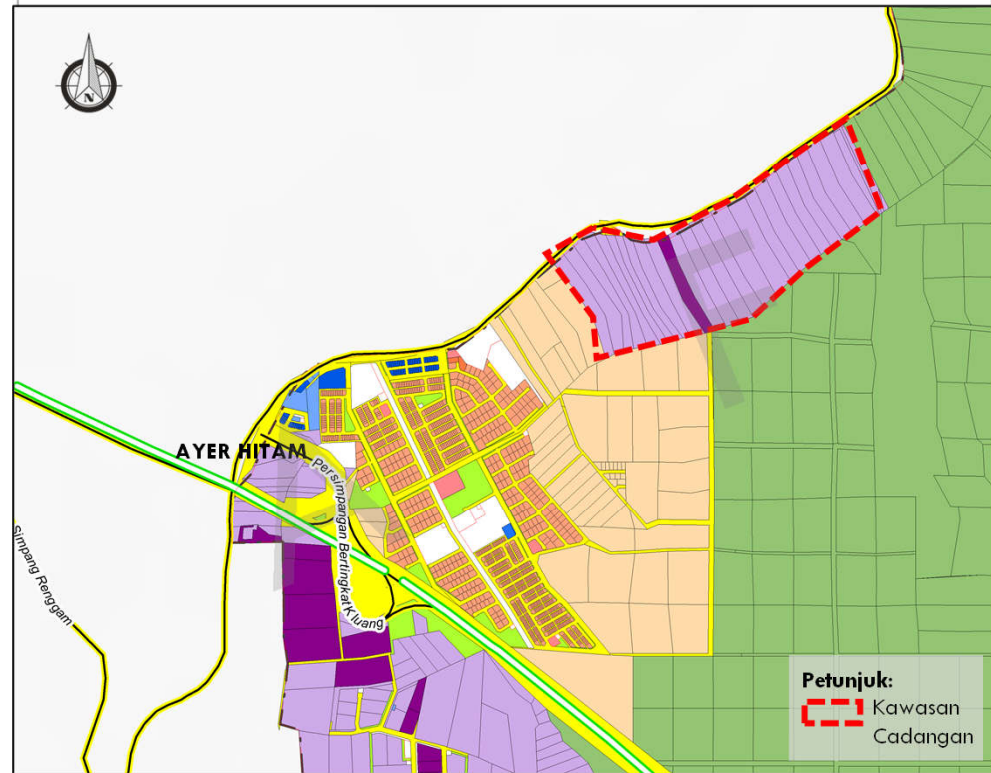 N
AYER HITAM
Persimpangan Bertingkat Kluang
Simpang Renggam
Petunjuk:
Kawasan
Cadangan